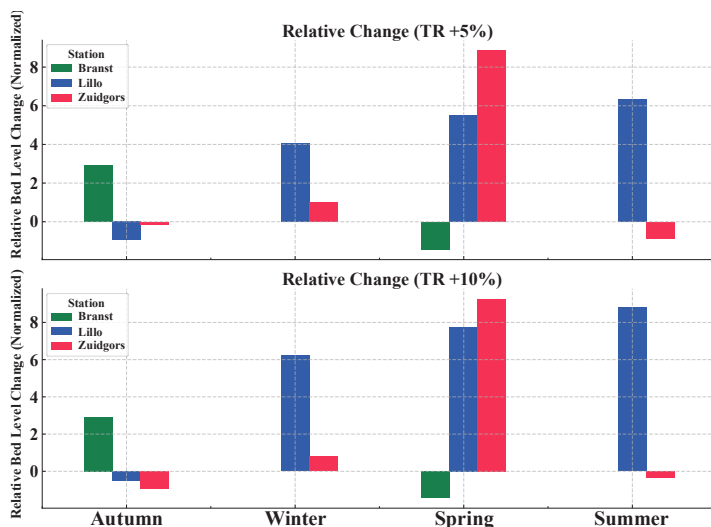 Relative Change (TR +5%)
Relative Bed Level Change (Normalized)
Station
Branst
Lillo
Zuidgors
8
6
4
2
0
Relative Change (TR +10%)
Relative Bed Level Change (Normalized)
Station
Branst
Lillo
Zuidgors
8
6
4
2
0
Autumn Winter Spring Summer